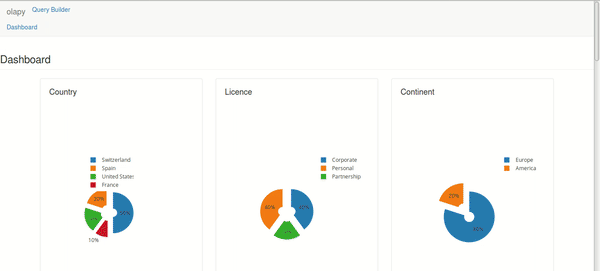 olapy Query Builder
Dashboard
Dashboard
Country
Licence
Continent
Switzerland
Spain
United States
France
20%
10%
Corporate
Personal
Partnership
40%
Europe
America
20%